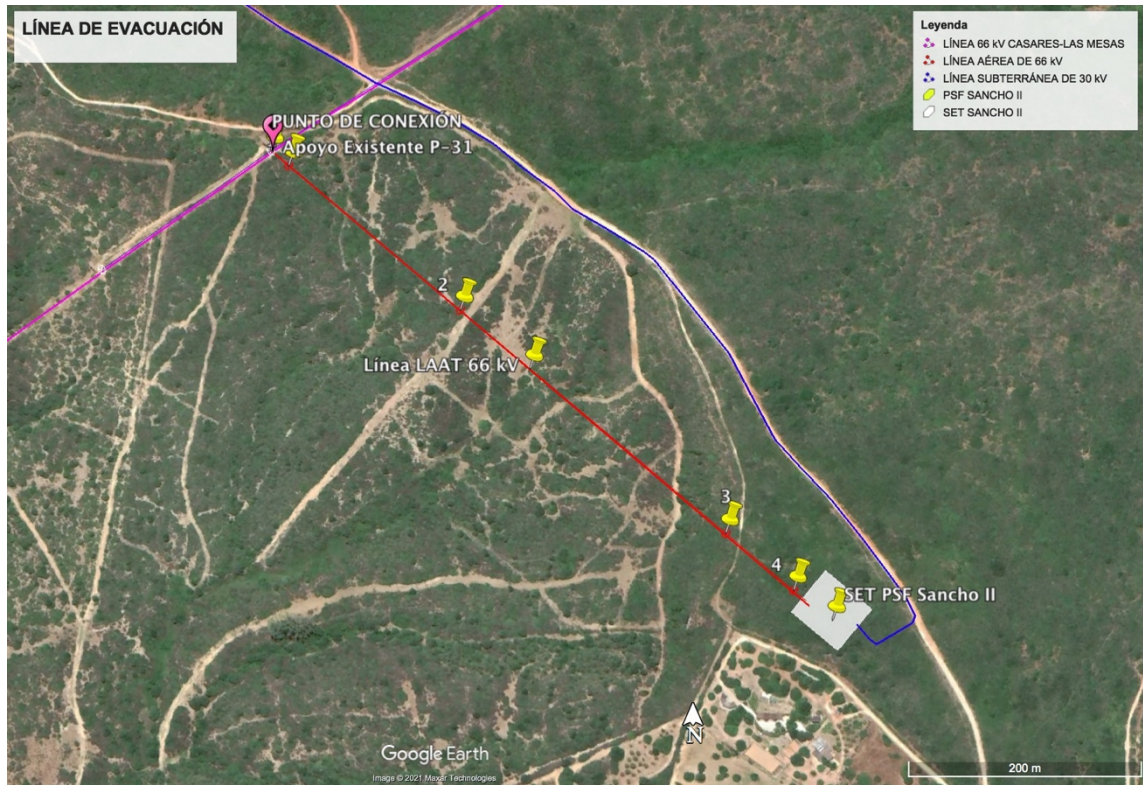 LÍNEA DE EVACUACIÓN
Leyenda
LÍNEA 66 kV CASARES-LAS MESAS
LÍNEA AÉREA DE 66 kV
LÍNEA SUBTERRÁNEA DE 30 kV
PSF SANCHO II
SET SANCHO II
PUNTO DE CONEXIÓN
Apoyo Existente P-31
2
Línea LAAT 66 kV
3
4
SET PSF Sancho II
N
Google Earth
Image © 2021 Maxar Technologies
200 m